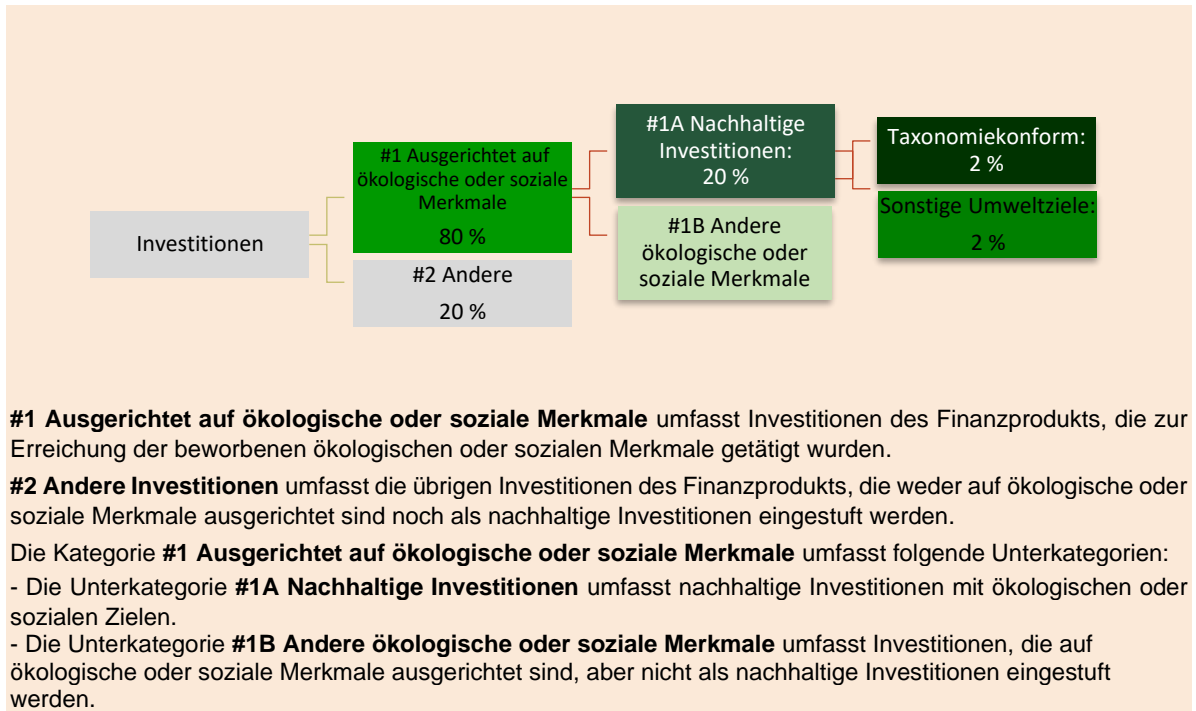 Investitionen
#1 Ausgerichtet auf
ökologische oder soziale
Merkmale
80 %
#2 Andere
20 %
#1A Nachhaltige
Investitionen:
20 %
#1B Andere
ökologische oder
soziale Merkmale
Taxonomiekonform:
2 %
Sonstige Umweltziele:
2 %
#1 Ausgerichtet auf ökologische oder soziale Merkmale umfasst Investitionen des Finanzprodukts, die zur
Erreichung der beworbenen ökologischen oder sozialen Merkmale getätigt wurden.
#2 Andere Investitionen umfasst die übrigen Investitionen des Finanzprodukts, die weder auf ökologische oder
soziale Merkmale ausgerichtet sind noch als nachhaltige Investitionen eingestuft werden.
Die Kategorie #1 Ausgerichtet auf ökologische oder soziale Merkmale umfasst folgende Unterkategorien:
- Die Unterkategorie #1A Nachhaltige Investitionen umfasst nachhaltige Investitionen mit ökologischen oder
sozialen Zielen.
- Die Unterkategorie #1B Andere ökologische oder soziale Merkmale umfasst Investitionen, die auf
ökologische oder soziale Merkmale ausgerichtet sind, aber nicht als nachhaltige Investitionen eingestuft
werden.